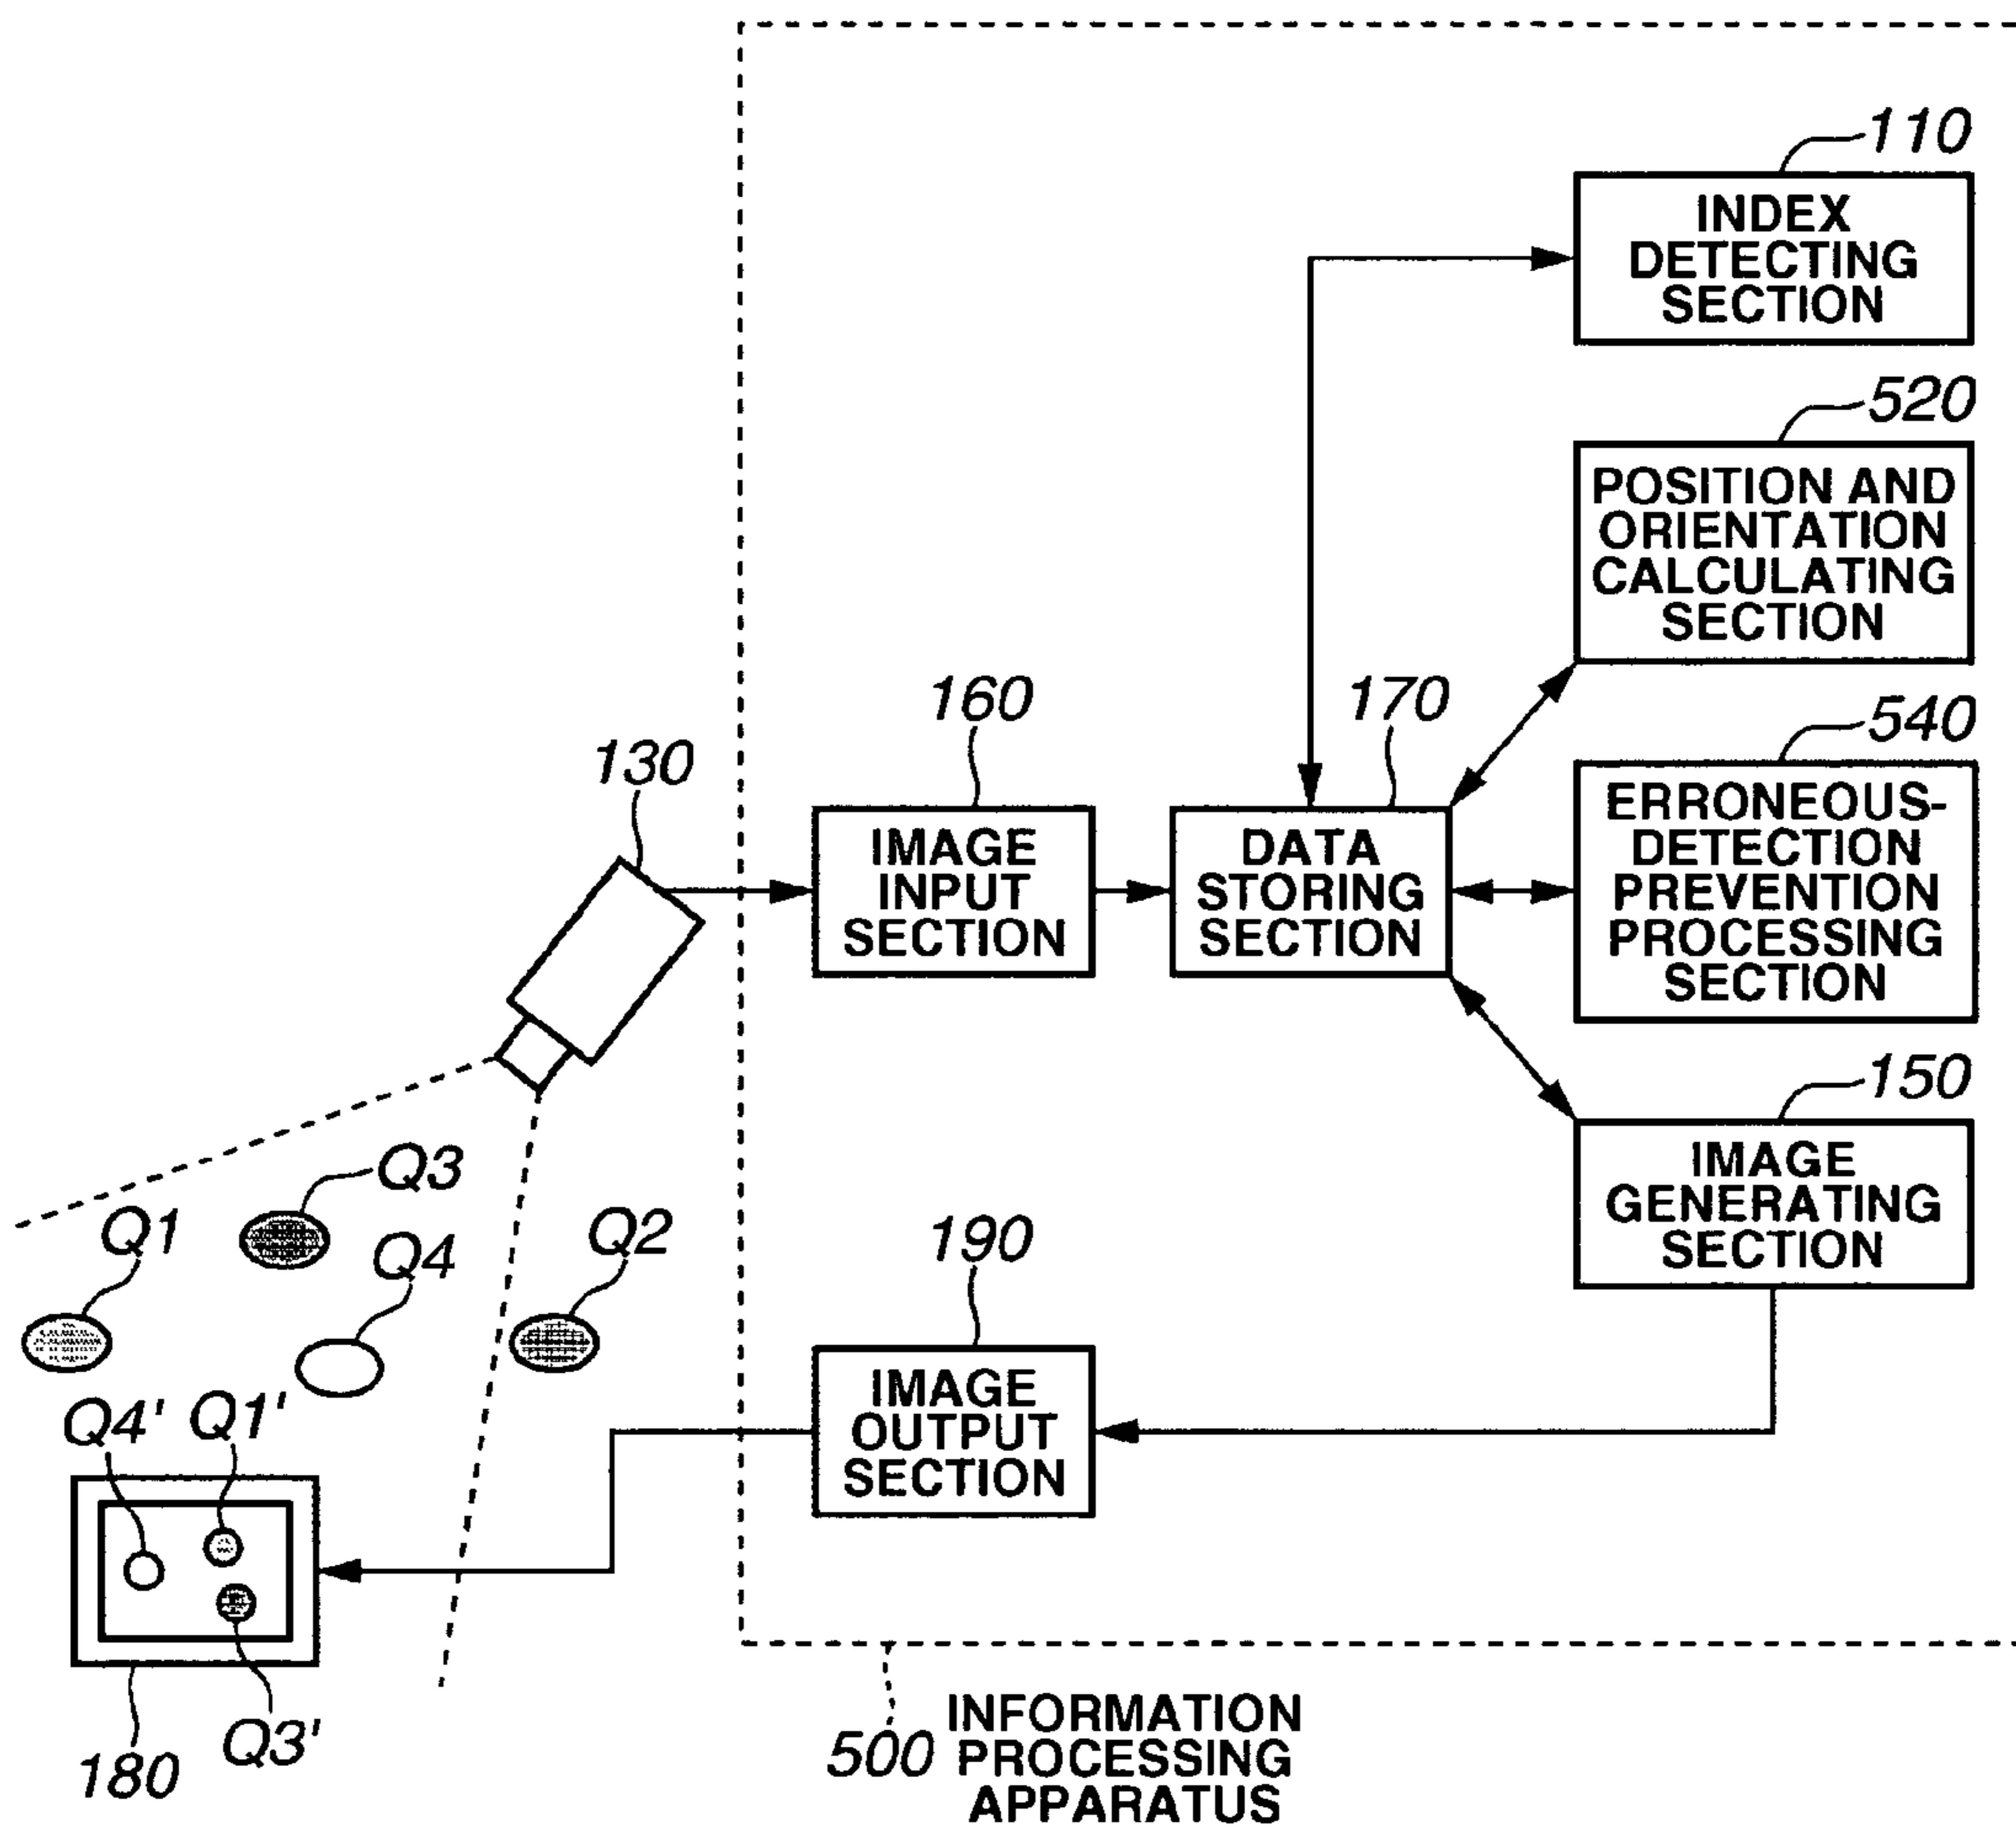 110
INDEX
DETECTING
SECTION
520
POSITION AND
ORIENTATION
CALCULATING
SECTION
160
170
540
130
IMAGE
INPUT
SECTION
DATA
STORING
SECTION
ERRONEOUS-
DETECTION
PREVENTION
PROCESSING
SECTION
150
Q3
Q1
Q4
Q2
190
IMAGE
GENERATING
SECTION
IMAGE
OUTPUT
SECTION
Q4'
Q1'
180
Q3'
500
INFORMATION
PROCESSING
APPARATUS